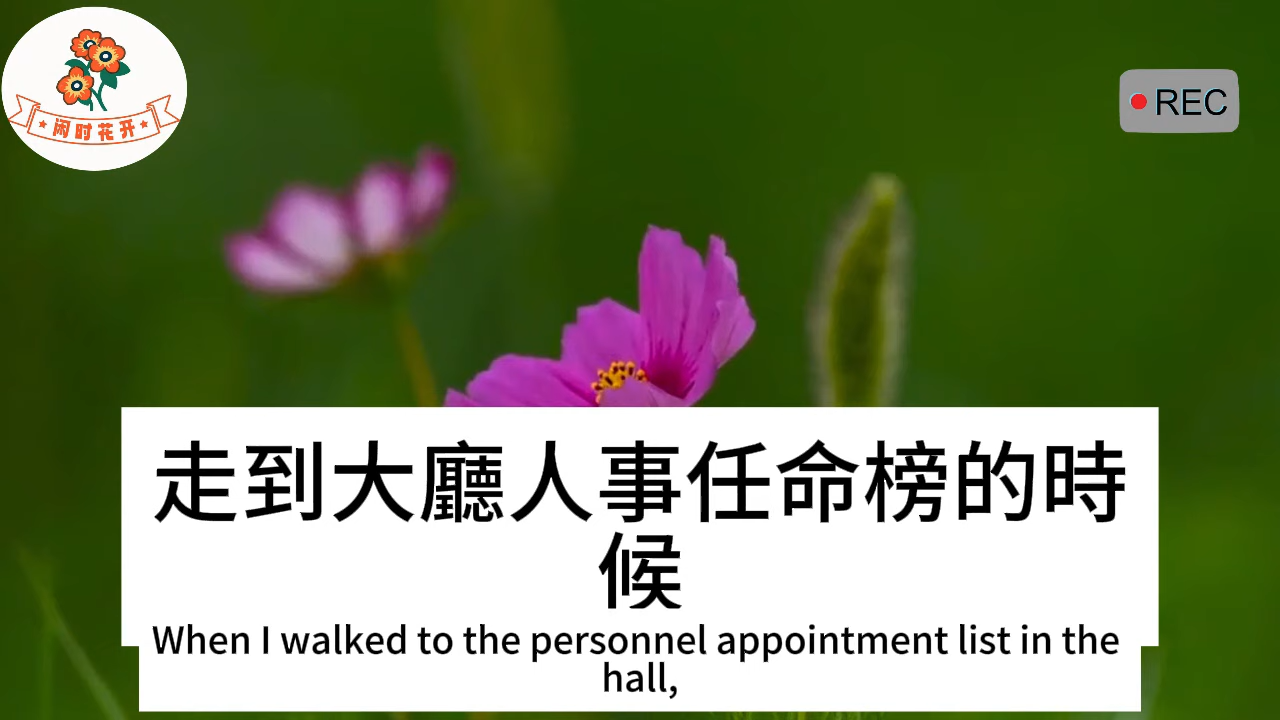 闲时花开
REC
走到大廳人事任命榜的時
候
When I walked to the personnel appointment list in the
hall,